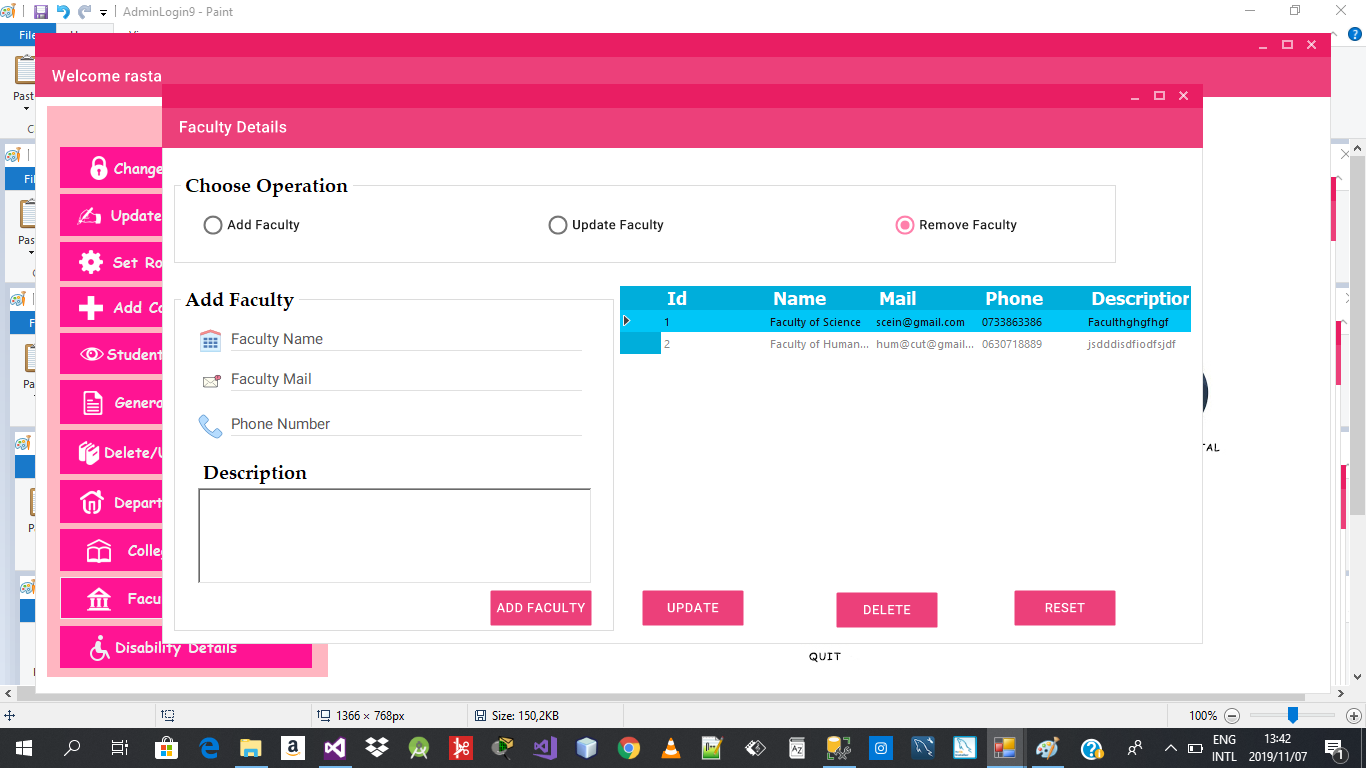 AdminLogin9 - Paint
File
Welcome rasta
Past
Faculty Details
Change
Update
Set Ro
Add Co
Student
Genera
Delete/U
Depart
Colle
Facu
Disability Details
Choose Operation
Add Faculty
Update Faculty
Remove Faculty
Add Faculty
Faculty Name
Faculty Mail
Phone Number
Description
ADD FACULTY
Id Name Mail Phone Description
1 Faculty of Science scein@gmail.com 0733863386 Faculthghgfhgf
2 Faculty of Human... hum@cut@gmail... 0630718889 jsdddisdfiodfsjdf
UPDATE
DELETE
RESET
TAL
QUIT
1366 × 768px
Size: 150,2KB
100%
ENG
INTL
13:42
2019/11/07